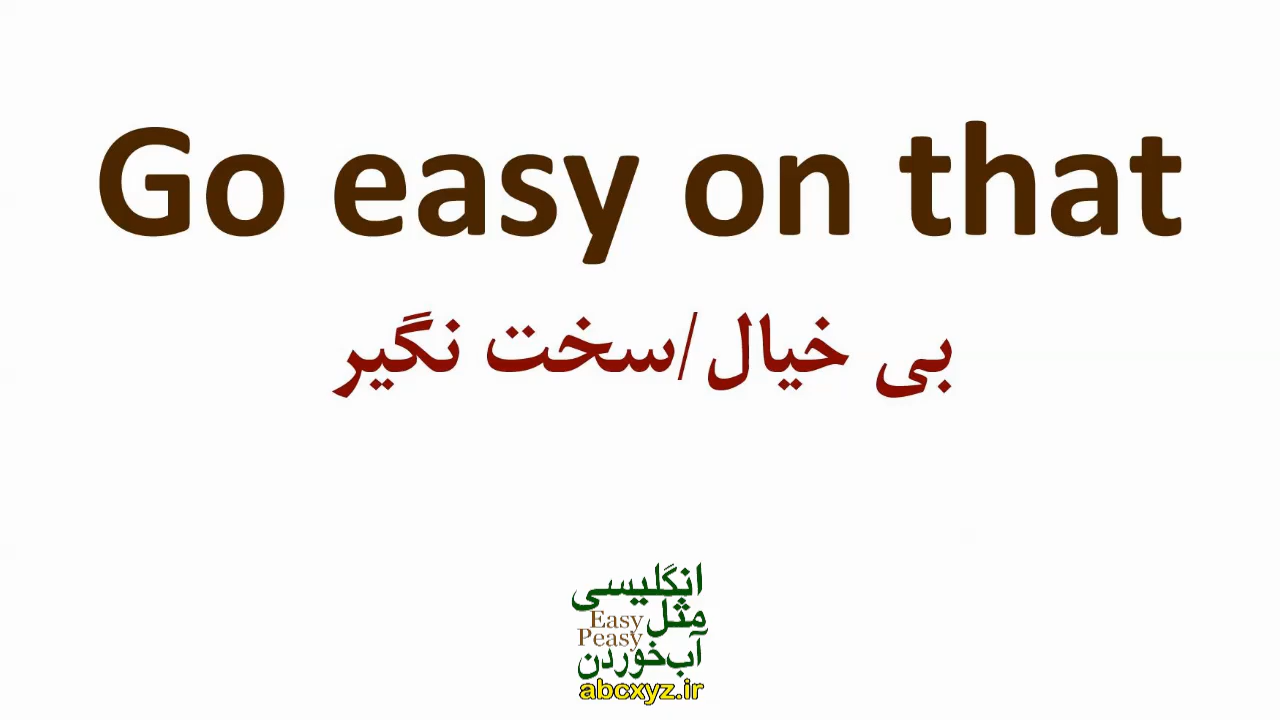 Go easy on that
بی خیال/سخت نگیر
انگلیسی
مثل
Easy
Peasy
آب‌خوردن
abcxyz.ir